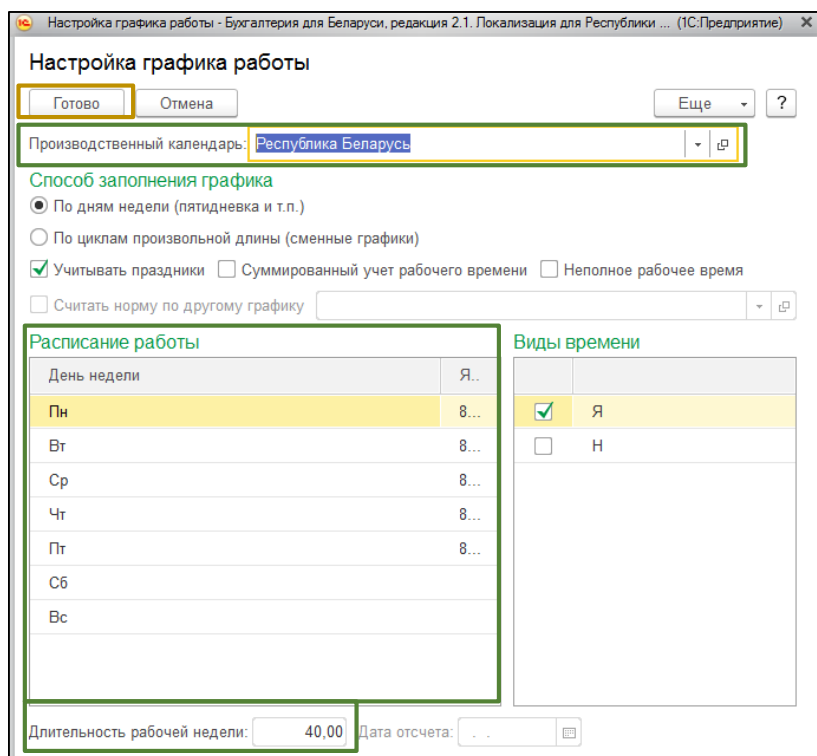 Настройка графика работы - Бухгалтерия для Беларуси, редакция 2.1. Локализация для Республики ... (1С:Предприятие)
Настройка графика работы
Готово Отмена Еще ?
Производственный календарь: Республика Беларусь
Способ заполнения графика
По дням недели (пятидневка и т.п.)
По циклам произвольной длины (сменные графики)
Учитывать праздники Суммированный учет рабочего времени Неполное рабочее время
Считать норму по другому графику
Расписание работы Виды времени
День недели Я..
Пн 8... Я
Вт 8... Н
Ср 8...
Чт 8...
Пт 8...
Сб
Вс
Длительность рабочей недели: 40,00 Дата отсчета: . .